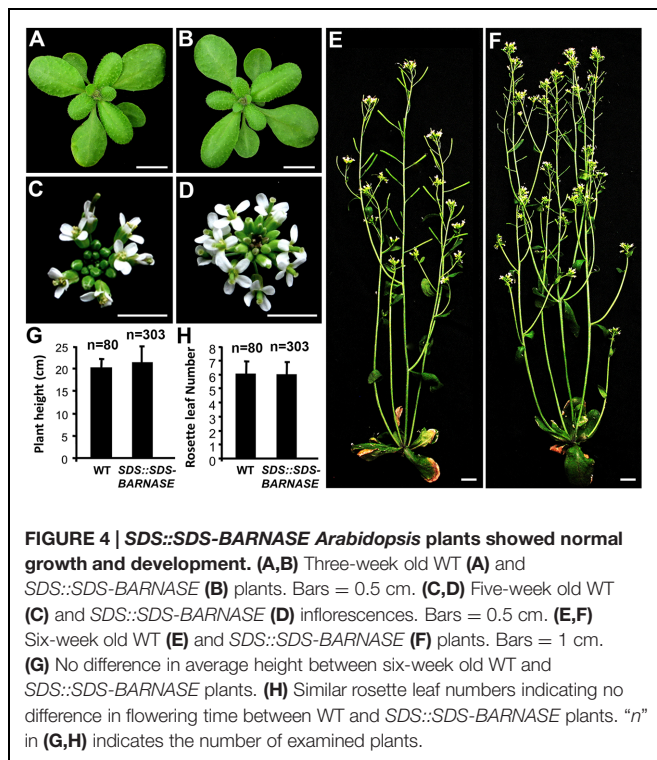 A
B
E
F
C
D
G
H
n=80
n=303
n=80
n=303
Plant height (cm)
25
20
15
10
5
0
WT
SDS::SDS-
BARNASE
Rosette leaf Number
8
7
6
5
4
3
2
1
0
WT
SDS::SDS-
BARNASE
FIGURE 4 | SDS::SDS-BARNASE Arabidopsis plants showed normal
growth and development. (A,B) Three-week old WT (A) and
SDS::SDS-BARNASE (B) plants. Bars = 0.5 cm. (C,D) Five-week old WT
(C) and SDS::SDS-BARNASE (D) inflorescences. Bars = 0.5 cm. (E,F)
Six-week old WT (E) and SDS::SDS-BARNASE (F) plants. Bars = 1 cm.
(G) No difference in average height between six-week old WT and
SDS::SDS-BARNASE plants. (H) Similar rosette leaf numbers indicating no
difference in flowering time between WT and SDS::SDS-BARNASE plants. “n”
in (G,H) indicates the number of examined plants.